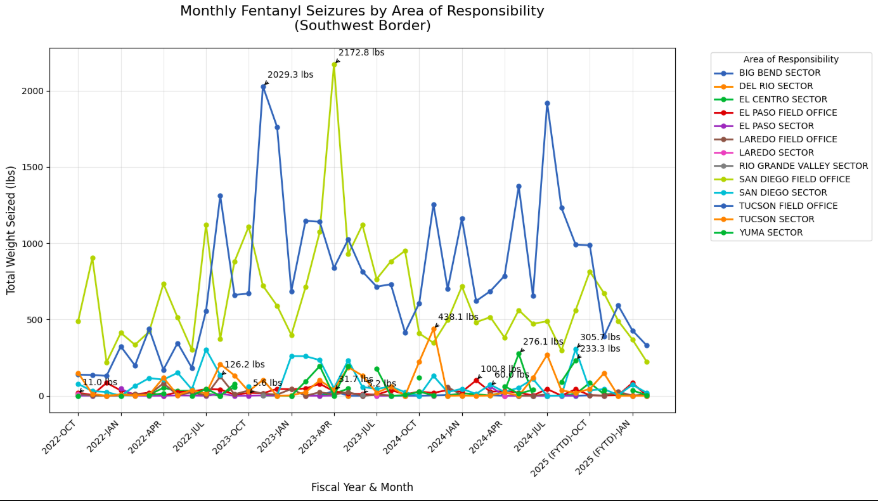 Monthly Fentanyl Seizures by Area of Responsibility
(Southwest Border)
Total Weight Seized (lbs)
2000
1500
1000
500
0
2172.8 lbs
2029.3 lbs
438.1 lbs
276.1 lbs
305.7 lbs
233.3 lbs
126.2 lbs
100.8 lbs
11.0 lbs
5.6 lbs
31.7 lbs
lbs
lbs
2022-OCT
2022-JAN
2022-APR
2022-JUL
2023-OCT
2023-JAN
2023-APR
2023-JUL
2024-OCT
2024-JAN
2024-APR
2024-JUL
2025 (FYTD)-OCT
2025 (FYTD)-JAN
Fiscal Year & Month
Area of Responsibility
BIG BEND SECTOR
DEL RIO SECTOR
EL CENTRO SECTOR
EL PASO FIELD OFFICE
EL PASO SECTOR
LAREDO FIELD OFFICE
LAREDO SECTOR
RIO GRANDE VALLEY SECTOR
SAN DIEGO FIELD OFFICE
SAN DIEGO SECTOR
TUCSON FIELD OFFICE
TUCSON SECTOR
YUMA SECTOR